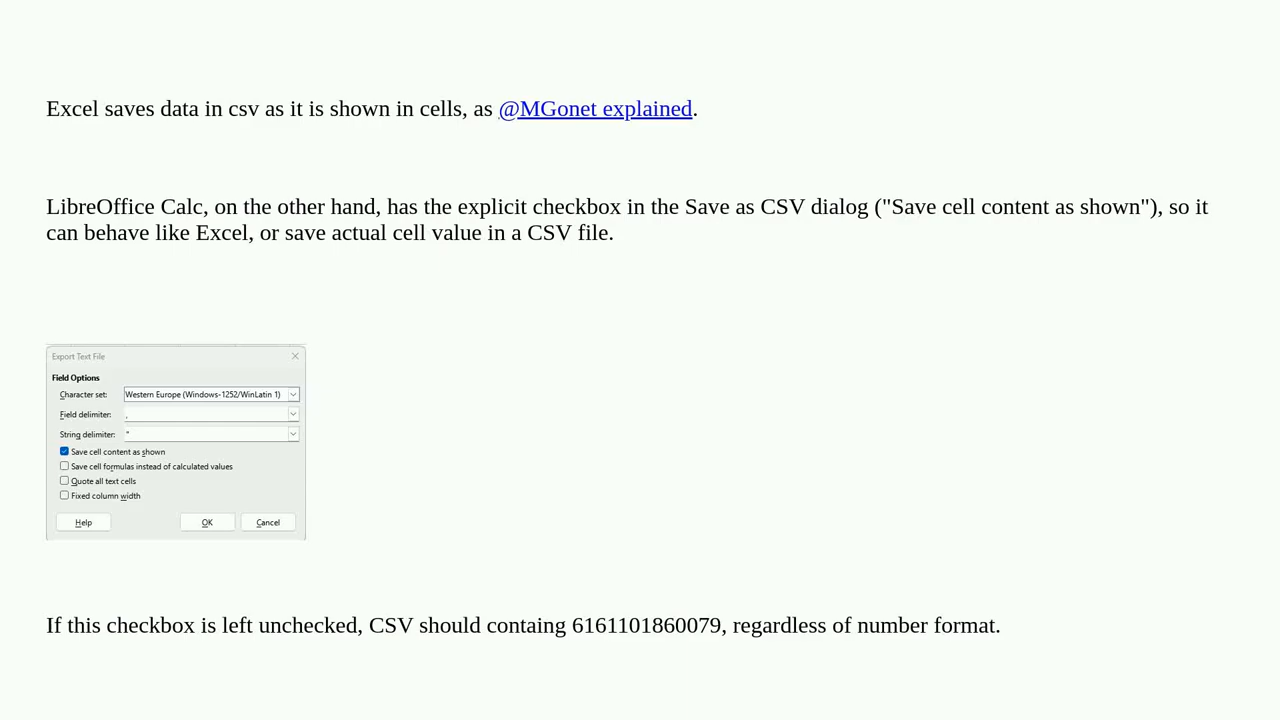 Excel saves data in csv as it is shown in cells, as @MGonet explained.
LibreOffice Calc, on the other hand, has the explicit checkbox in the Save as CSV dialog ("Save cell content as shown"), so it
can behave like Excel, or save actual cell value in a CSV file.
Export Text File
Field Options
Character set: Western Europe (Windows-1252/WinLatin 1)
Field delimiter: ,
String delimiter: "
Save cell content as shown
Save cell formulas instead of calculated values
Quote all text cells
Fixed column width
Help OK Cancel
If this checkbox is left unchecked, CSV should containg 6161101860079, regardless of number format.